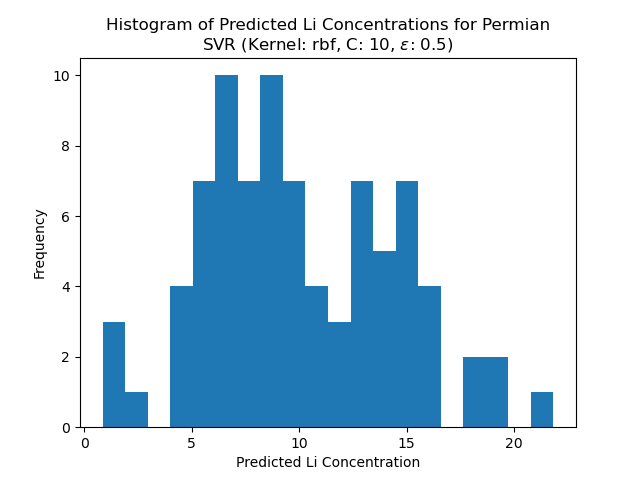 Histogram of Predicted Li Concentrations for Permian
SVR (Kernel: rbf, C: 10, ε: 0.5)
10
8
6
4
2
0
Frequency
0 5 10 15 20
Predicted Li Concentration